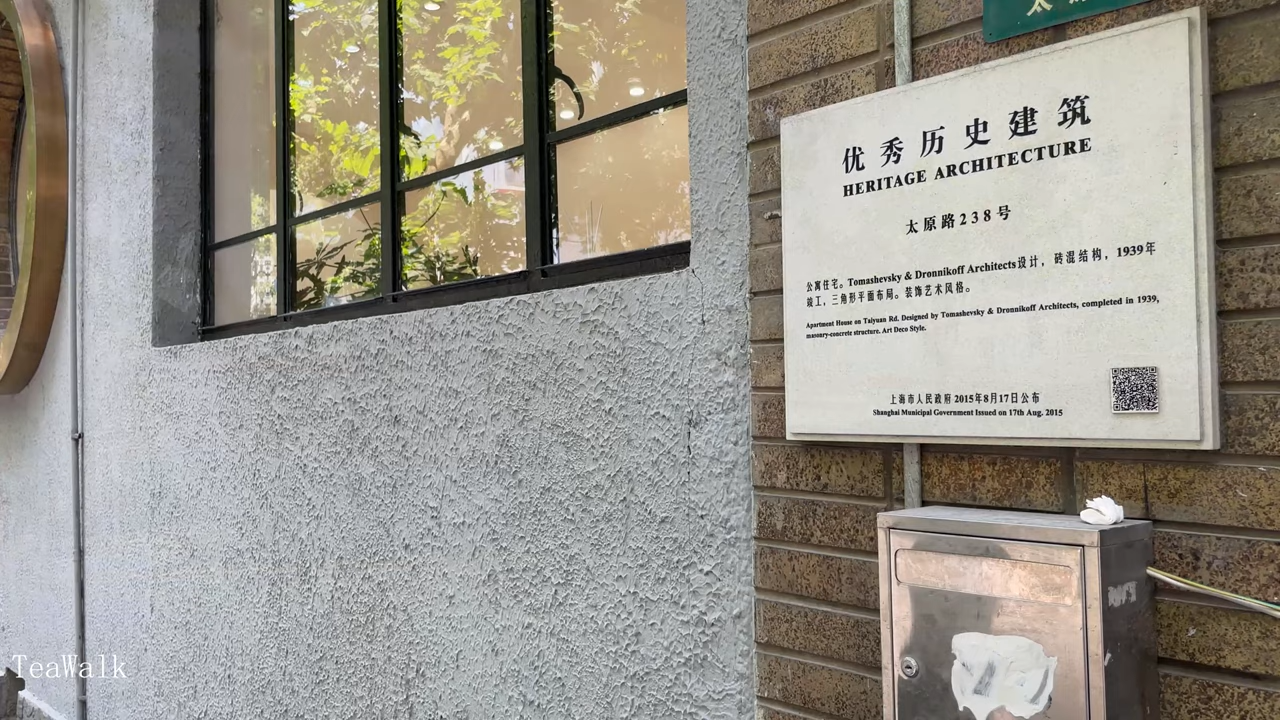 太
优秀历史建筑
HERITAGE ARCHITECTURE
太原路238号
公寓住宅。Tomashevsky & Dronnikoff Architects设计，砖混结构，1939年
竣工，三角形平面布局。装饰艺术风格。
Apartment House on Taiyuan Rd. Designed by Tomashevsky & Dronnikoff Architects, completed in 1939,
masonry-concrete structure. Art Deco Style.
上海市人民政府 2015年8月17日公布
Shanghai Municipal Government Issued on 17th Aug. 2015
TeaWalk